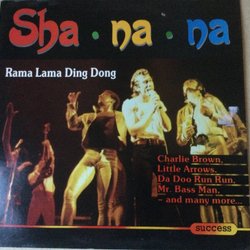 Sha • na • na
Rama Lama Ding Dong
Charlie Brown,
Little Arrows,
Da Doo Run Run,
Mr. Bass Man,
– and many more...
success